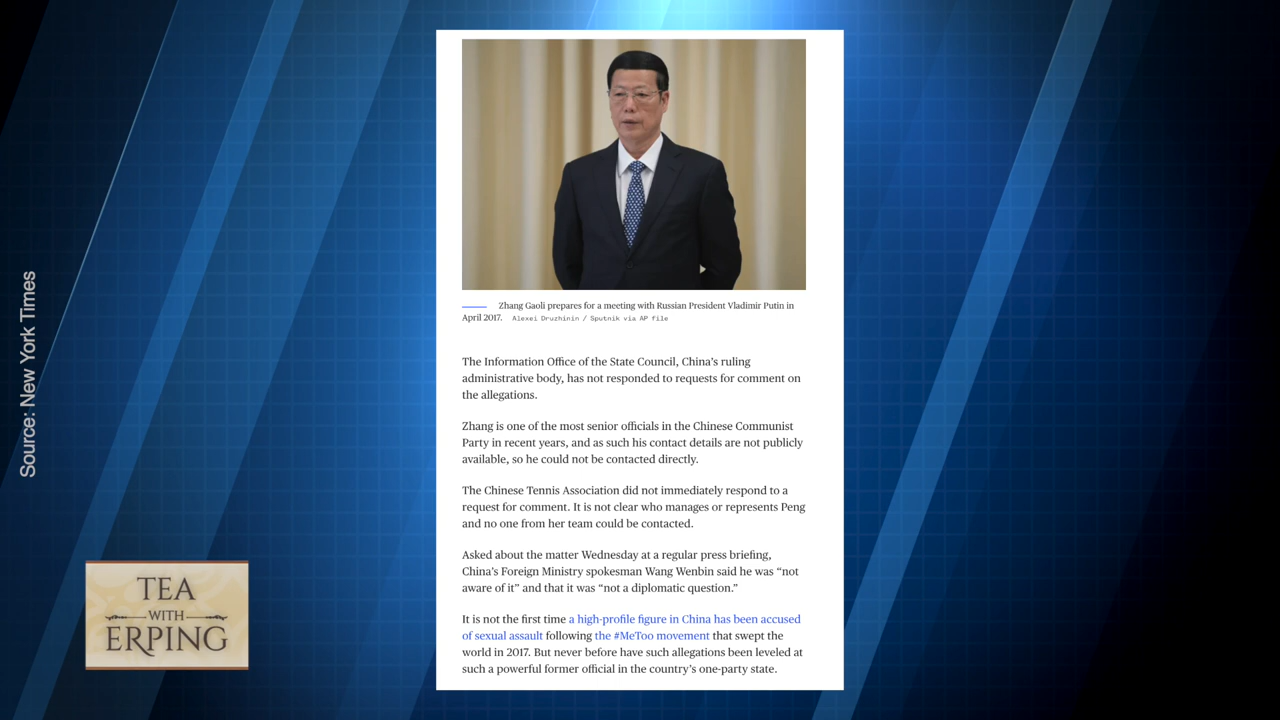 Source: New York Times
Zhang Gaoli prepares for a meeting with Russian President Vladimir Putin in
April 2017. Alexei Druzhinin / Sputnik via AP file
The Information Office of the State Council, China's ruling
administrative body, has not responded to requests for comment on
the allegations.
Zhang is one of the most senior officials in the Chinese Communist
Party in recent years, and as such his contact details are not publicly
available, so he could not be contacted directly.
The Chinese Tennis Association did not immediately respond to a
request for comment. It is not clear who manages or represents Peng
and no one from her team could be contacted.
Asked about the matter Wednesday at a regular press briefing,
China's Foreign Ministry spokesman Wang Wenbin said he was “not
aware of it” and that it was “not a diplomatic question.”
It is not the first time a high-profile figure in China has been accused
of sexual assault following the #MeToo movement that swept the
world in 2017. But never before have such allegations been leveled at
such a powerful former official in the country's one-party state.
TEA
WITH
ERPING